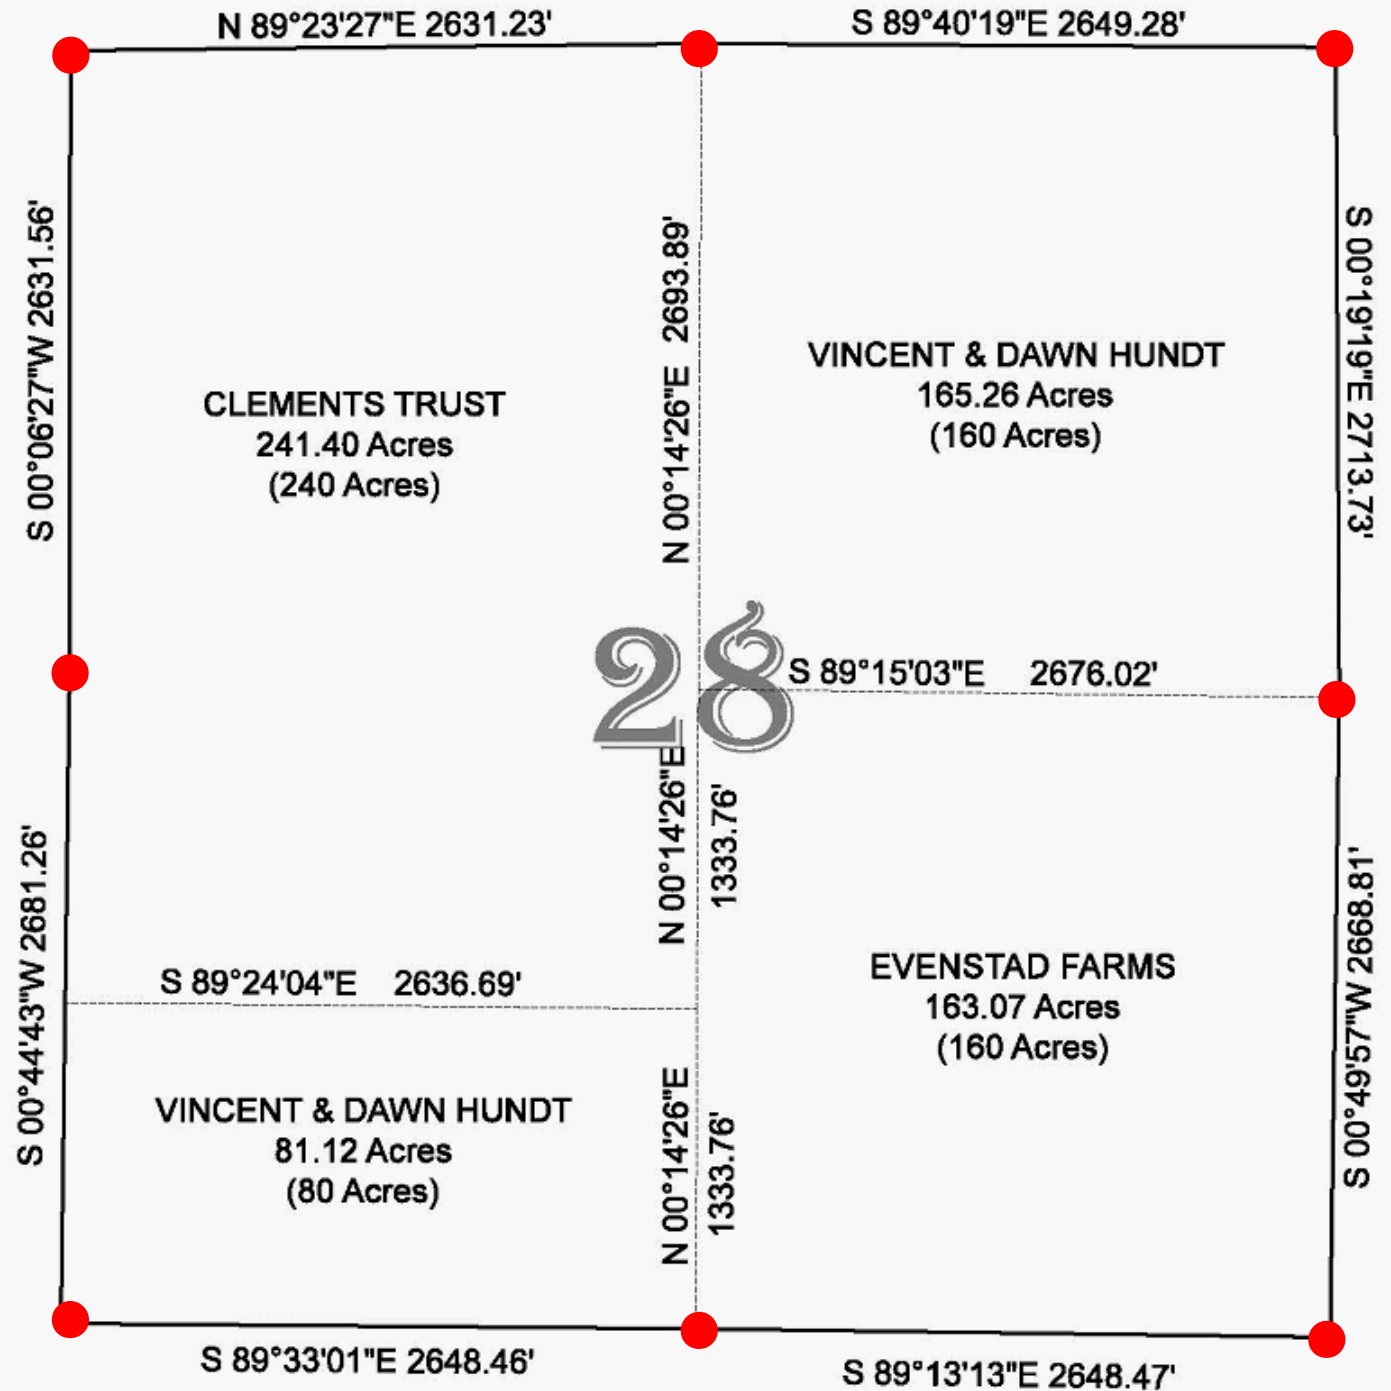 N 89°23'27"E 2631.23'
S 89°40'19"E 2649.28'
S 00°06'27"W 2631.56'
N 00°14'26"E 2693.89'
S 00°19'19"E 2713.73'
CLEMENTS TRUST
241.40 Acres
(240 Acres)
VINCENT & DAWN HUNDT
165.26 Acres
(160 Acres)
28
S 89°15'03"E 2676.02'
N 00°14'26"E
1333.76'
S 00°44'43"W 2681.26'
S 89°24'04"E 2636.69'
EVENSTAD FARMS
163.07 Acres
(160 Acres)
S 00°49'57"W 2668.81'
VINCENT & DAWN HUNDT
81.12 Acres
(80 Acres)
N 00°14'26"E
1333.76'
S 89°33'01"E 2648.46'
S 89°13'13"E 2648.47'